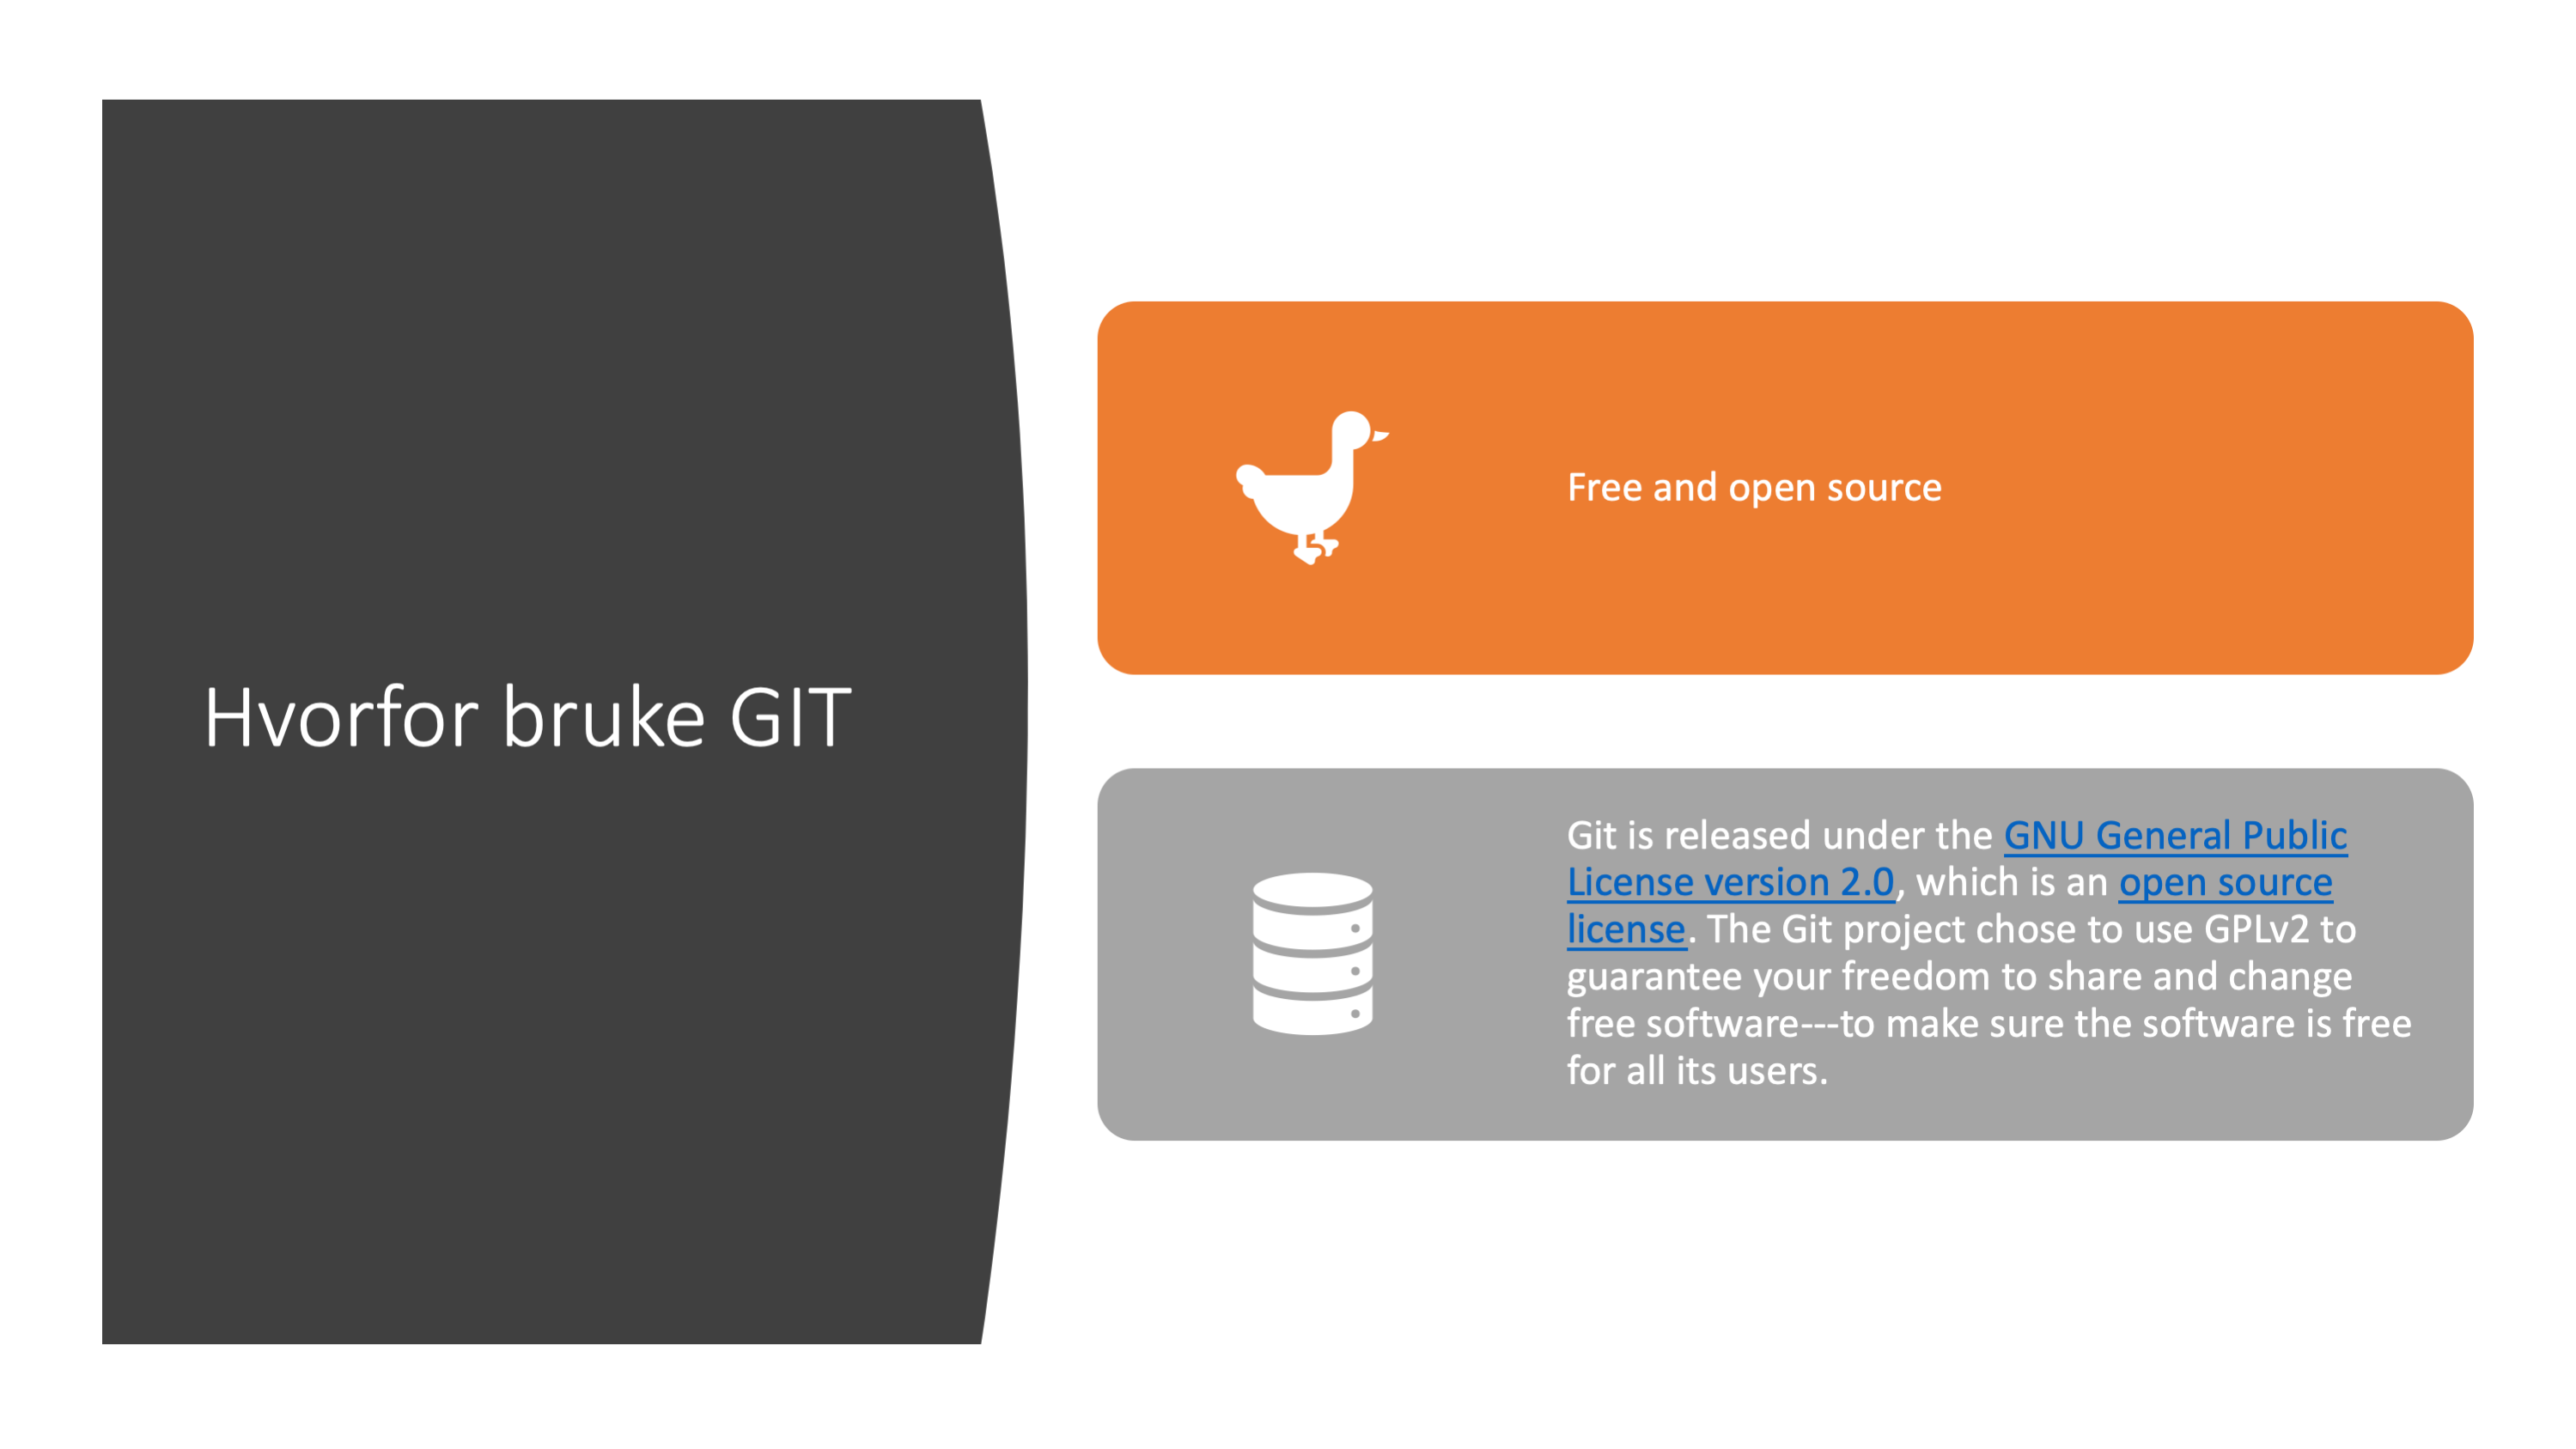 Hvorfor bruke GIT
Free and open source
Git is released under the GNU General Public
License version 2.0, which is an open source
license. The Git project chose to use GPLv2 to
guarantee your freedom to share and change
free software---to make sure the software is free
for all its users.